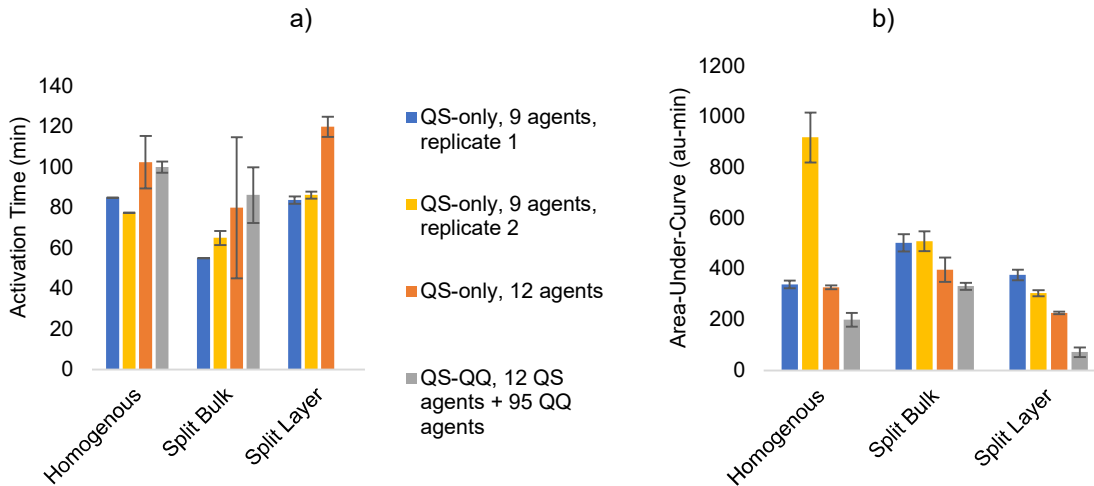 a)
Activation Time (min)
140
120
100
80
60
40
20
0
Homogenous
Split Bulk
Split Layer
QS-only, 9 agents,
replicate 1
QS-only, 9 agents,
replicate 2
QS-only, 12 agents
QS-QQ, 12 QS
agents + 95 QQ
agents
b)
Area-Under-Curve (au-min)
1200
1000
800
600
400
200
0
Homogenous
Split Bulk
Split Layer